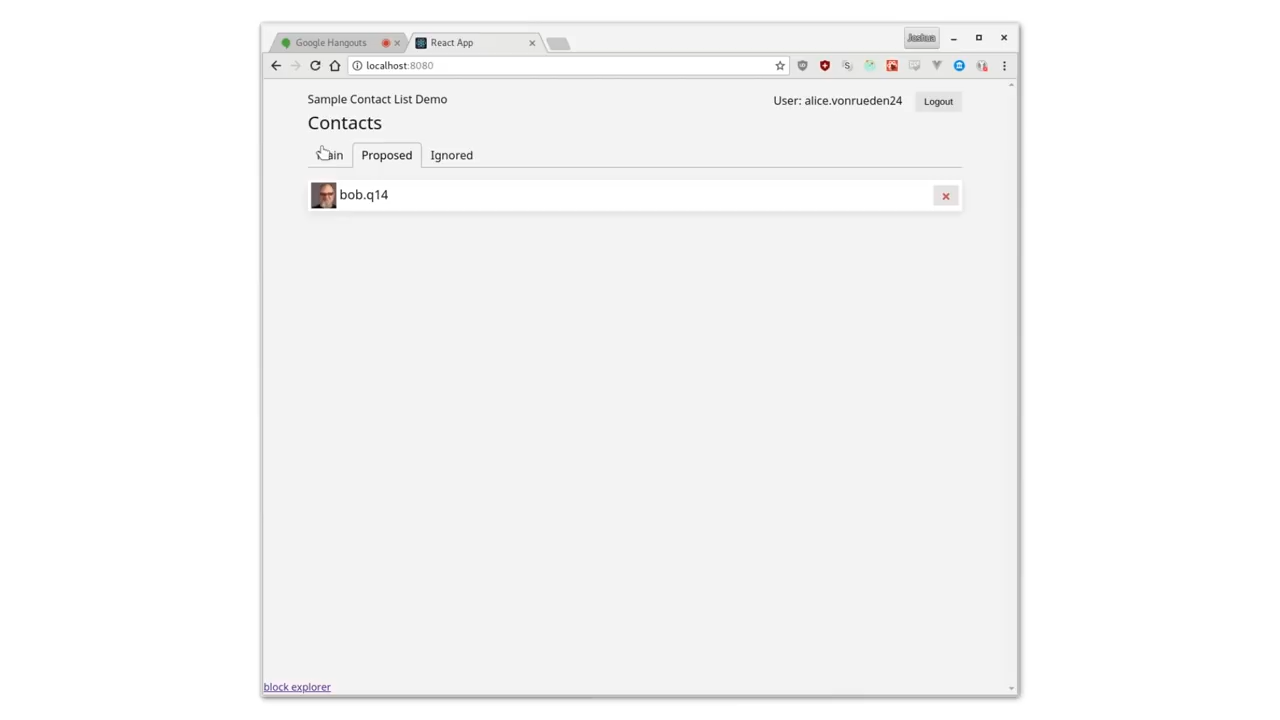 Google Hangouts
React App
Joshua
localhost:8080
Sample Contact List Demo
User: alice.vonrueden24
Logout
Contacts
Proposed
Ignored
bob.q14
block explorer